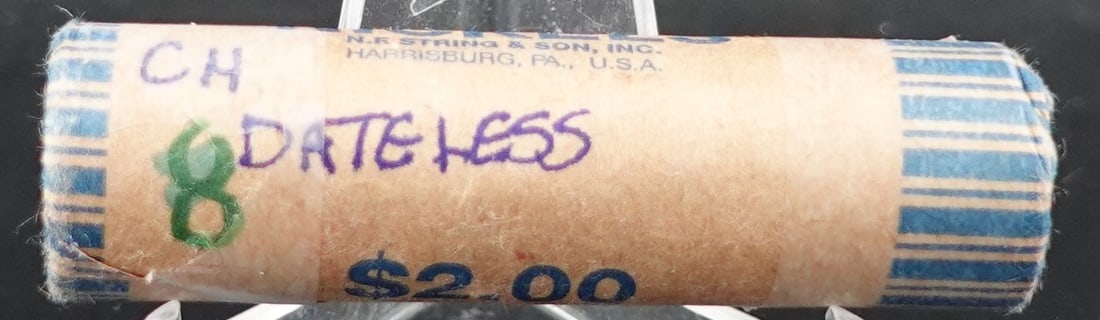 N.F. STRING & SON, INC.
HARRISBURG, PA., U.S.A.
CH
DATELESS
8
$2.00